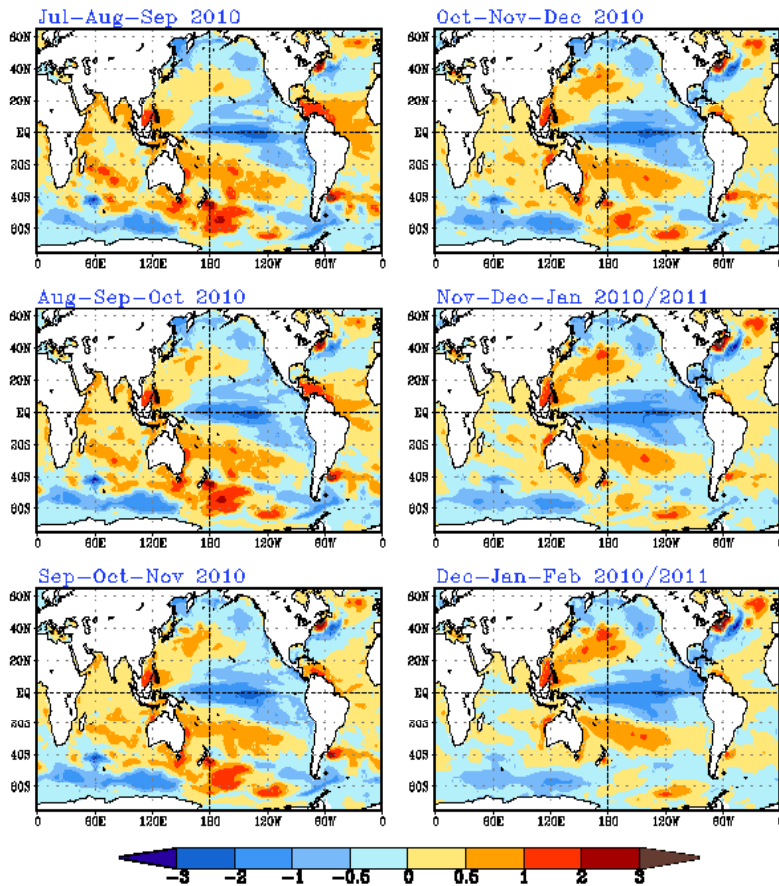 Jul-Aug-Sep 2010
60N
40N
20N
EQ
20S
40S
60S
0 60E 120E 180 120W 60W 0
Oct-Nov-Dec 2010
60N
40N
20N
EQ
20S
40S
60S
0 60E 120E 180 120W 60W 0
Aug-Sep-Oct 2010
60N
40N
20N
EQ
20S
40S
60S
0 60E 120E 180 120W 60W 0
Nov-Dec-Jan 2010/2011
60N
40N
20N
EQ
20S
40S
60S
0 60E 120E 180 120W 60W 0
Sep-Oct-Nov 2010
60N
40N
20N
EQ
20S
40S
60S
0 60E 120E 180 120W 60W 0
Dec-Jan-Feb 2010/2011
60N
40N
20N
EQ
20S
40S
60S
0 60E 120E 180 120W 60W 0
-3 -2 -1 -0.5 0 0.5 1 2 3